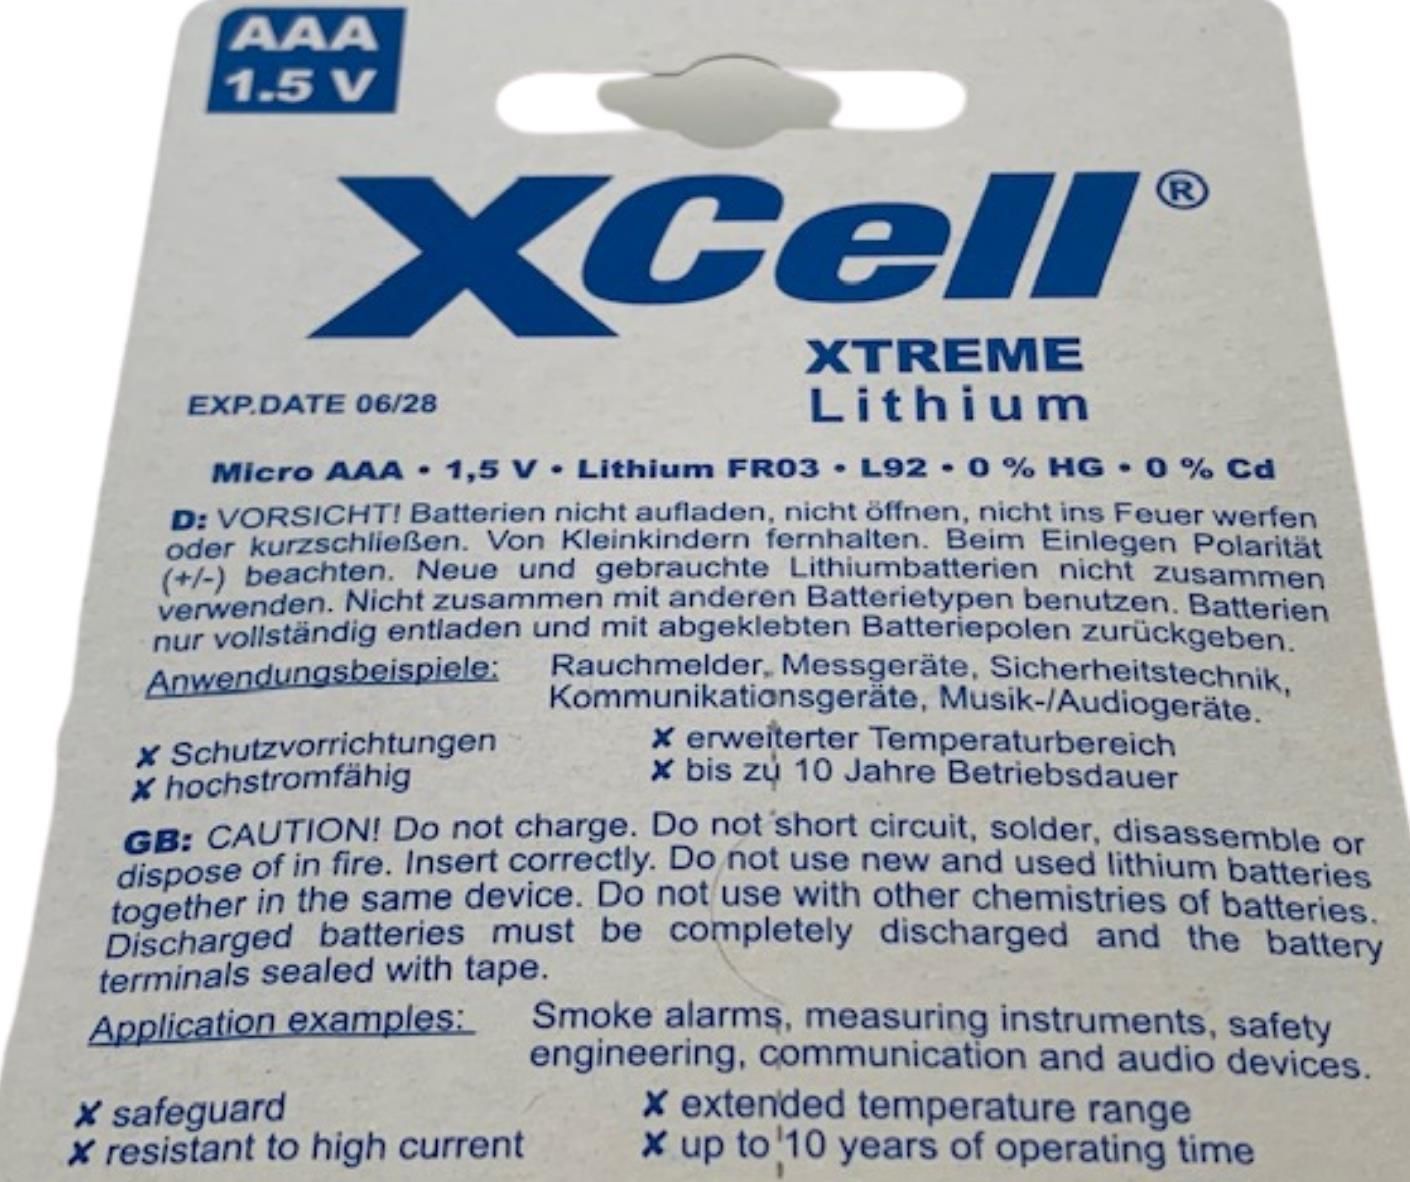 AAA
1.5 V
XCell®
XTREME
Lithium
EXP.DATE 06/28
Micro AAA • 1,5 V • Lithium FR03 • L92 • 0 % HG • 0 % Cd
D: VORSICHT! Batterien nicht aufladen, nicht öffnen, nicht ins Feuer werfen
oder kurzschließen. Von Kleinkindern fernhalten. Beim Einlegen Polarität
(+/-) beachten. Neue und gebrauchte Lithiumbatterien nicht zusammen
verwenden. Nicht zusammen mit anderen Batterietypen benutzen. Batterien
nur vollständig entladen und mit abgeklebten Batteriepolen zurückgeben.
Anwendungsbeispiele: Rauchmelder, Messgeräte, Sicherheitstechnik,
Kommunikationsgeräte, Musik-/Audiogeräte.
✘ Schutzvorrichtungen ✘ erweiterter Temperaturbereich
✘ hochstromfähig ✘ bis zu 10 Jahre Betriebsdauer
GB: CAUTION! Do not charge. Do not short circuit, solder, disassemble or
dispose of in fire. Insert correctly. Do not use new and used lithium batteries
together in the same device. Do not use with other chemistries of batteries.
Discharged batteries must be completely discharged and the battery
terminals sealed with tape.
Application examples: Smoke alarms, measuring instruments, safety
engineering, communication and audio devices.
✘ safeguard ✘ extended temperature range
✘ resistant to high current ✘ up to 10 years of operating time